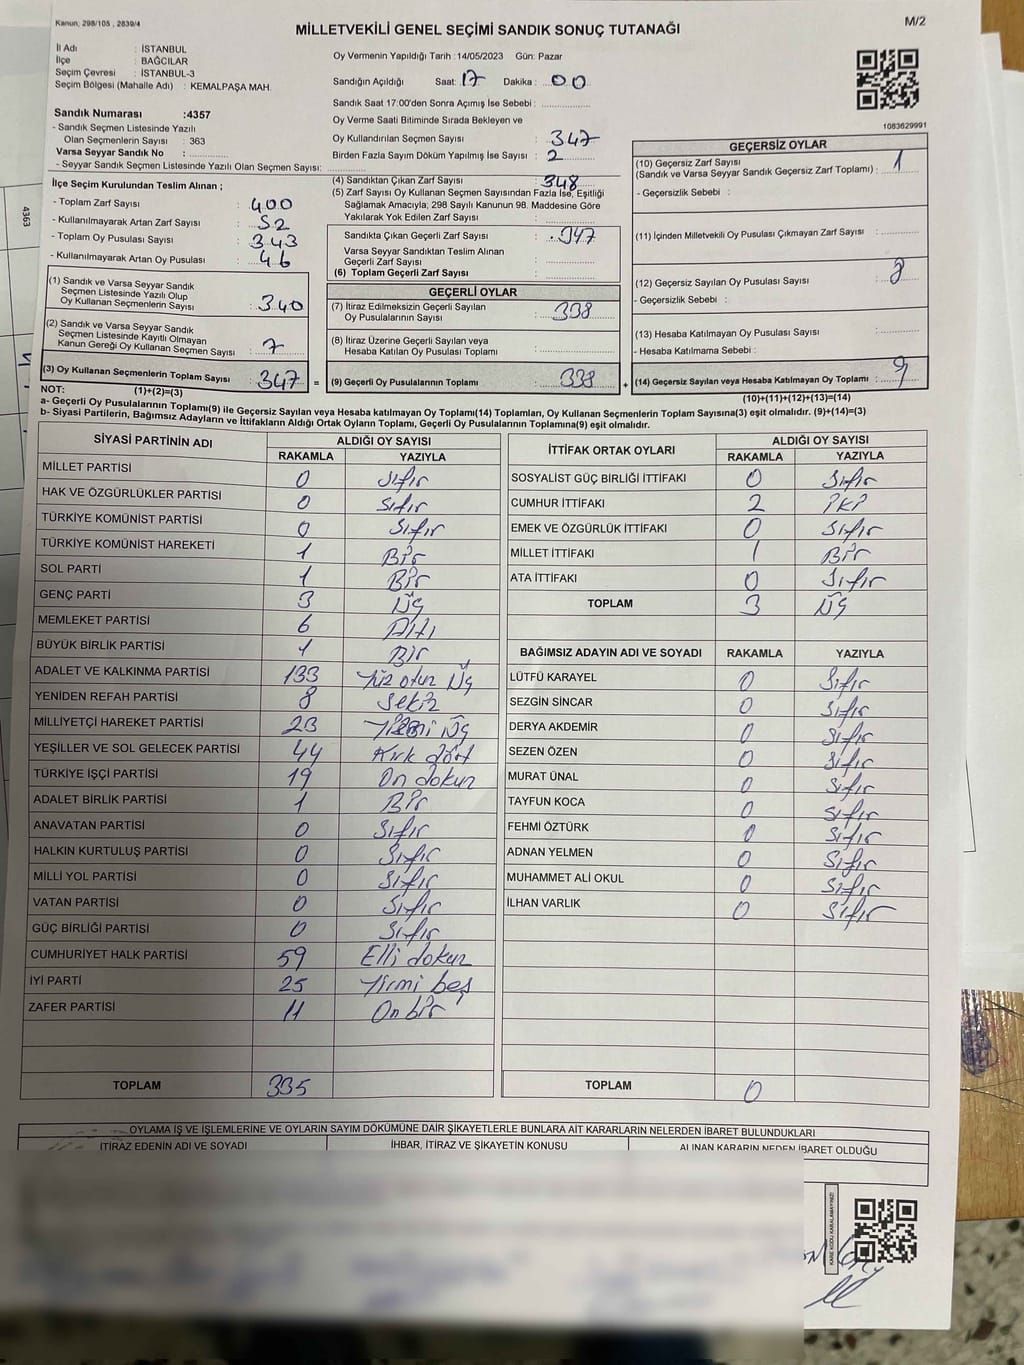 Kanun, 298/105 , 2839/4
MİLLETVEKİLİ GENEL SEÇİMİ SANDIK SONUÇ TUTANAĞI
M/2
İl Adı : İSTANBUL
İlçe : BAĞCILAR
Seçim Çevresi : İSTANBUL-3
Seçim Bölgesi (Mahalle Adı) : KEMALPAŞA MAH.
Oy Vermenin Yapıldığı Tarih :14/05/2023 Gün: Pazar
Sandığın Açıldığı Saat: 17 Dakika : 00
Sandık Saat 17:00'den Sonra Açımış İse Sebebi :
Oy Verme Saati Bitiminde Sırada Bekleyen ve
Oy Kullandırılan Seçmen Sayısı : 347
Birden Fazla Sayım Döküm Yapılmış İse Sayısı : 2
1083629991
Sandık Numarası :4357
- Sandık Seçmen Listesinde Yazılı
Olan Seçmenlerin Sayısı : 363
Varsa Seyyar Sandık No :
- Seyyar Sandık Seçmen Listesinde Yazılı Olan Seçmen Sayısı:
İlçe Seçim Kurulundan Teslim Alınan ;
- Toplam Zarf Sayısı : 400
- Kullanılmayarak Artan Zarf Sayısı : 52
- Toplam Oy Pusulası Sayısı : 343
- Kullanılmayarak Artan Oy Pusulası : 46
(1) Sandık ve Varsa Seyyar Sandık
Seçmen Listesinde Yazılı Olup
Oy Kullanan Seçmenlerin Sayısı : 340
(2) Sandık ve Varsa Seyyar Sandık
Seçmen Listesinde Kayıtlı Olmayan
Kanun Gereği Oy Kullanan Seçmen Sayısı : 7
(3) Oy Kullanan Seçmenlerin Toplam Sayısı : 347 =
(4) Sandıktan Çıkan Zarf Sayısı : 348
(5) Zarf Sayısı Oy Kullanan Seçmen Sayısından Fazla İse, Eşitliği
Sağlamak Amacıyla; 298 Sayılı Kanunun 98. Maddesine Göre
Yakılarak Yok Edilen Zarf Sayısı :
Sandıkta Çıkan Geçerli Zarf Sayısı : 347
Varsa Seyyar Sandıktan Teslim Alınan
Geçerli Zarf Sayısı :
(6) Toplam Geçerli Zarf Sayısı :
GEÇERLİ OYLAR
(7) İtiraz Edilmeksizin Geçerli Sayılan
Oy Pusulalarının Sayısı : 338
(8) İtiraz Üzerine Geçerli Sayılan veya
Hesaba Katılan Oy Pusulası Toplamı :
(9) Geçerli Oy Pusulalarının Toplamı : 338 +
GEÇERSİZ OYLAR
(10) Geçersiz Zarf Sayısı
(Sandık ve Varsa Seyyar Sandık Geçersiz Zarf Toplamı) : 1
- Geçersizlik Sebebi :
(11) İçinden Milletvekili Oy Pusulası Çıkmayan Zarf Sayısı :
(12) Geçersiz Sayılan Oy Pusulası Sayısı :
- Geçersizlik Sebebi :
(13) Hesaba Katılmayan Oy Pusulası Sayısı :
- Hesaba Katılmama Sebebi :
(14) Geçersiz Sayılan veya Hesaba Katılmayan Oy Toplamı : 9
NOT: (1)+(2)=(3)
(10)+(11)+(12)+(13)=(14)
a- Geçerli Oy Pusulalarının Toplamı(9) ile Geçersiz Sayılan veya Hesaba katılmayan Oy Toplamı(14) Toplamları, Oy Kullanan Seçmenlerin Toplam Sayısına(3) eşit olmalıdır. (9)+(14)=(3)
b- Siyasi Partilerin, Bağımsız Adayların ve İttifakların Aldığı Ortak Oyların Toplamı, Geçerli Oy Pusulalarının Toplamına(9) eşit olmalıdır.
SİYASİ PARTİNİN ADI ALDIĞI OY SAYISI
RAKAMLA YAZIYLA
MİLLET PARTİSİ 0 Sıfır
HAK VE ÖZGÜRLÜKLER PARTİSİ 0 Sıfır
TÜRKİYE KOMÜNİST PARTİSİ 0 Sıfır
TÜRKİYE KOMÜNİST HAREKETİ 1 Bir
SOL PARTİ 1 Bir
GENÇ PARTİ 3 Üç
MEMLEKET PARTİSİ 6 Altı
BÜYÜK BİRLİK PARTİSİ 1 Bir
ADALET VE KALKINMA PARTİSİ 133 Yüz otuz Üç
YENİDEN REFAH PARTİSİ 8 Sekiz
MİLLİYETÇİ HAREKET PARTİSİ 23 Yirmi Üç
YEŞİLLER VE SOL GELECEK PARTİSİ 44 Kırk dört
TÜRKİYE İŞÇİ PARTİSİ 19 On dokuz
ADALET BİRLİK PARTİSİ 1 Bir
ANAVATAN PARTİSİ 0 Sıfır
HALKIN KURTULUŞ PARTİSİ 0 Sıfır
MİLLİ YOL PARTİSİ 0 Sıfır
VATAN PARTİSİ 0 Sıfır
GÜÇ BİRLİĞİ PARTİSİ 0 Sıfır
CUMHURİYET HALK PARTİSİ 59 Elli dokuz
İYİ PARTİ 25 Yirmi beş
ZAFER PARTİSİ 11 On bir
TOPLAM 335
İTTİFAK ORTAK OYLARI ALDIĞI OY SAYISI
RAKAMLA YAZIYLA
SOSYALİST GÜÇ BİRLİĞİ İTTİFAKI 0 Sıfır
CUMHUR İTTİFAKI 2 İki
EMEK VE ÖZGÜRLÜK İTTİFAKI 0 Sıfır
MİLLET İTTİFAKI 1 Bir
ATA İTTİFAKI 0 Sıfır
TOPLAM 3 Üç
BAĞIMSIZ ADAYIN ADI VE SOYADI RAKAMLA YAZIYLA
LÜTFÜ KARAYEL 0 Sıfır
SEZGİN SİNCAR 0 Sıfır
DERYA AKDEMİR 0 Sıfır
SEZEN ÖZEN 0 Sıfır
MURAT ÜNAL 0 Sıfır
TAYFUN KOCA 0 Sıfır
FEHMİ ÖZTÜRK 0 Sıfır
ADNAN YELMEN 0 Sıfır
MUHAMMET ALİ OKUL 0 Sıfır
İLHAN VARLIK 0 Sıfır
TOPLAM 0
OYLAMA İŞ VE İŞLEMLERİNE VE OYLARIN SAYIM DÖKÜMÜNE DAİR ŞİKAYETLERLE BUNLARA AİT KARARLARIN NELERDEN İBARET BULUNDUKLARI
İTİRAZ EDENİN ADI VE SOYADI İHBAR, İTİRAZ VE ŞİKAYETİN KONUSU ALINAN KARARIN NEDEN İBARET OLDUĞU
KARE KODU KARALAMAYINIZ!
4363